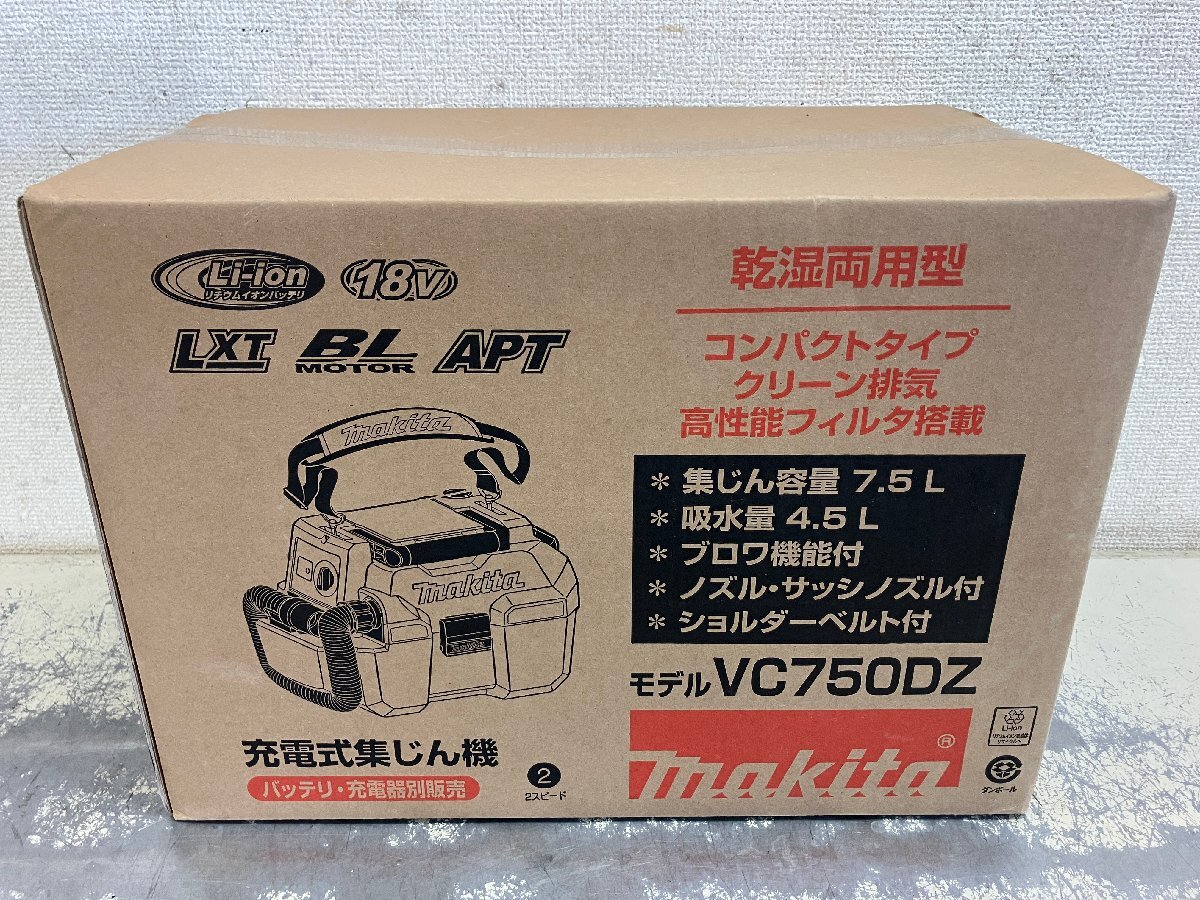 Li-ion
リチウムイオンバッテリ
18V
LXT BL MOTOR APT
makita
makita
充電式集じん機
バッテリ・充電器別販売
2
2スピード
乾湿両用型
コンパクトタイプ
クリーン排気
高性能フィルタ搭載
* 集じん容量 7.5 L
* 吸水量 4.5 L
* ブロワ機能付
* ノズル・サッシノズル付
* ショルダーベルト付
モデル VC750DZ
makita®
Li-ion
ダンボール